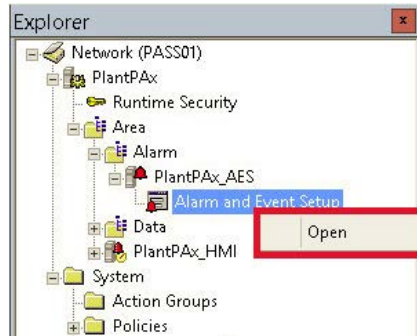 Explorer
x
Network (PASS01)
PlantPAx
Runtime Security
Area
Alarm
PlantPAx_AES
Alarm and Event Setup
Data
Open
PlantPAx_HMI
System
Action Groups
Policies